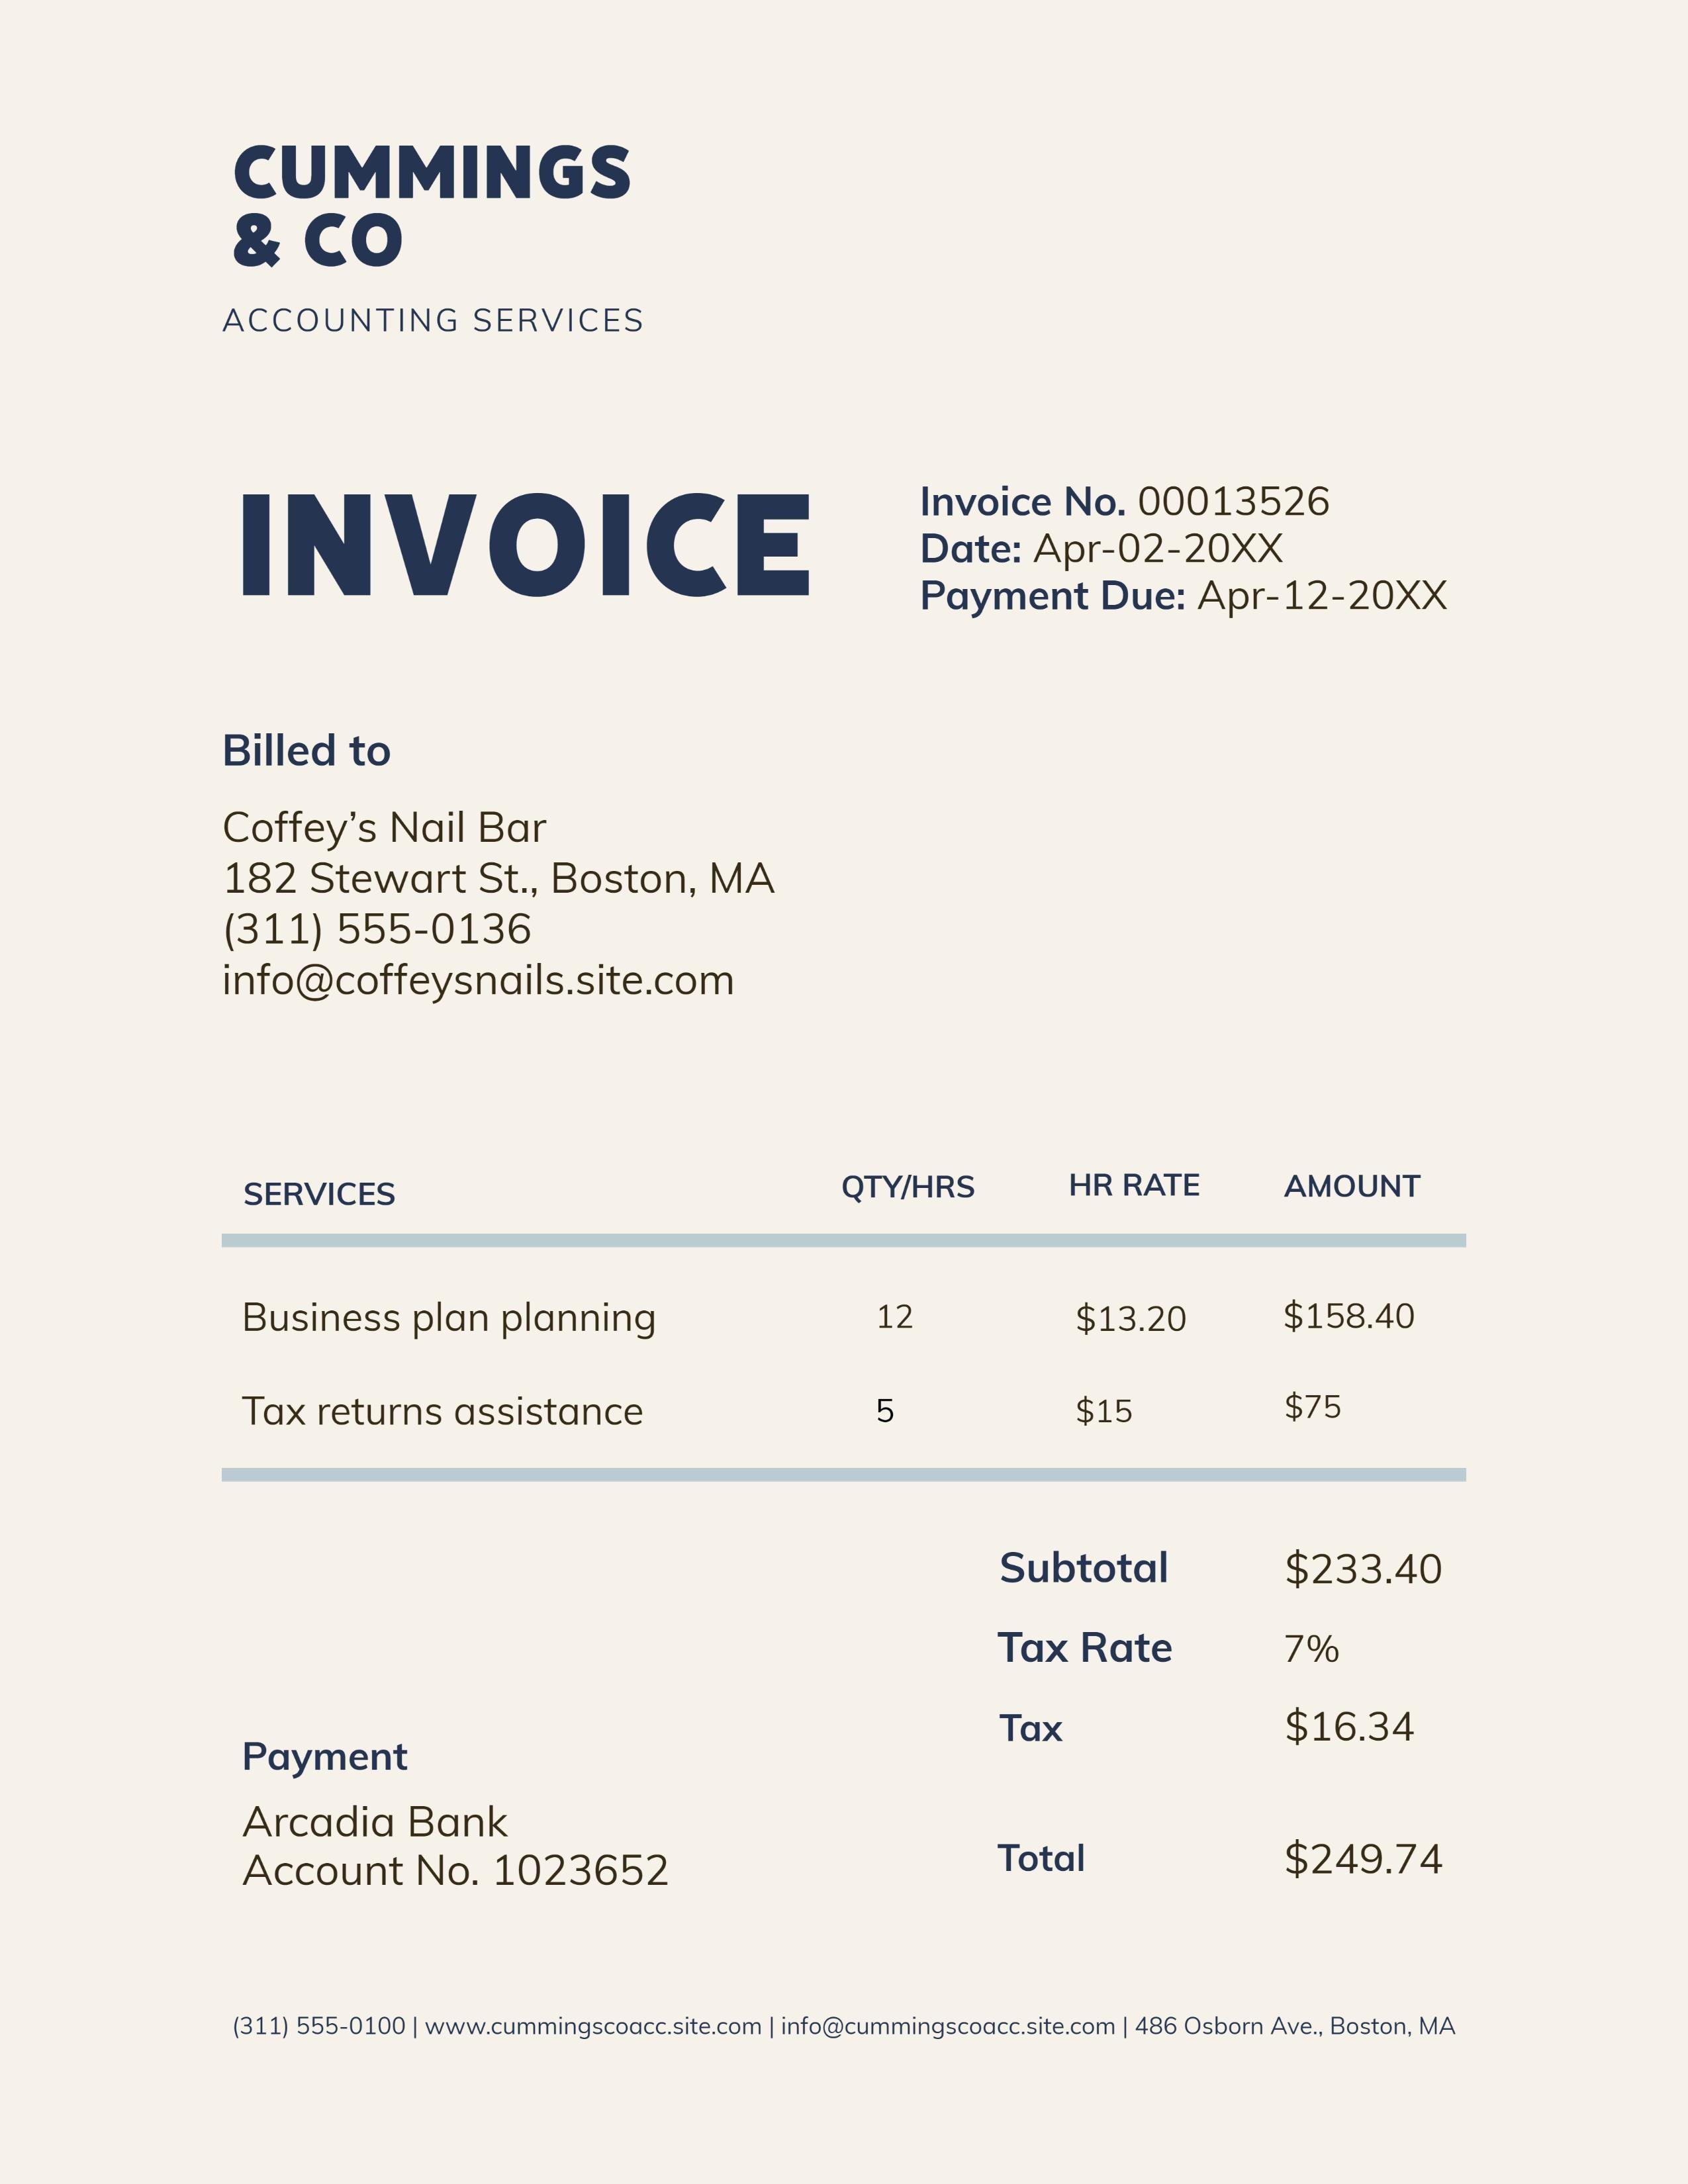 CUMMINGS
& CO
ACCOUNTING SERVICES
INVOICE
Invoice No. 00013526
Date: Apr-02-20XX
Payment Due: Apr-12-20XX
Billed to
Coffey’s Nail Bar
182 Stewart St., Boston, MA
(311) 555-0136
info@coffeysnails.site.com
SERVICES QTY/HRS HR RATE AMOUNT
Business plan planning 12 $13.20 $158.40
Tax returns assistance 5 $15 $75
Subtotal $233.40
Tax Rate 7%
Tax $16.34
Payment
Arcadia Bank
Account No. 1023652
Total $249.74
(311) 555-0100 | www.cummingscoacc.site.com | info@cummingscoacc.site.com | 486 Osborn Ave., Boston, MA